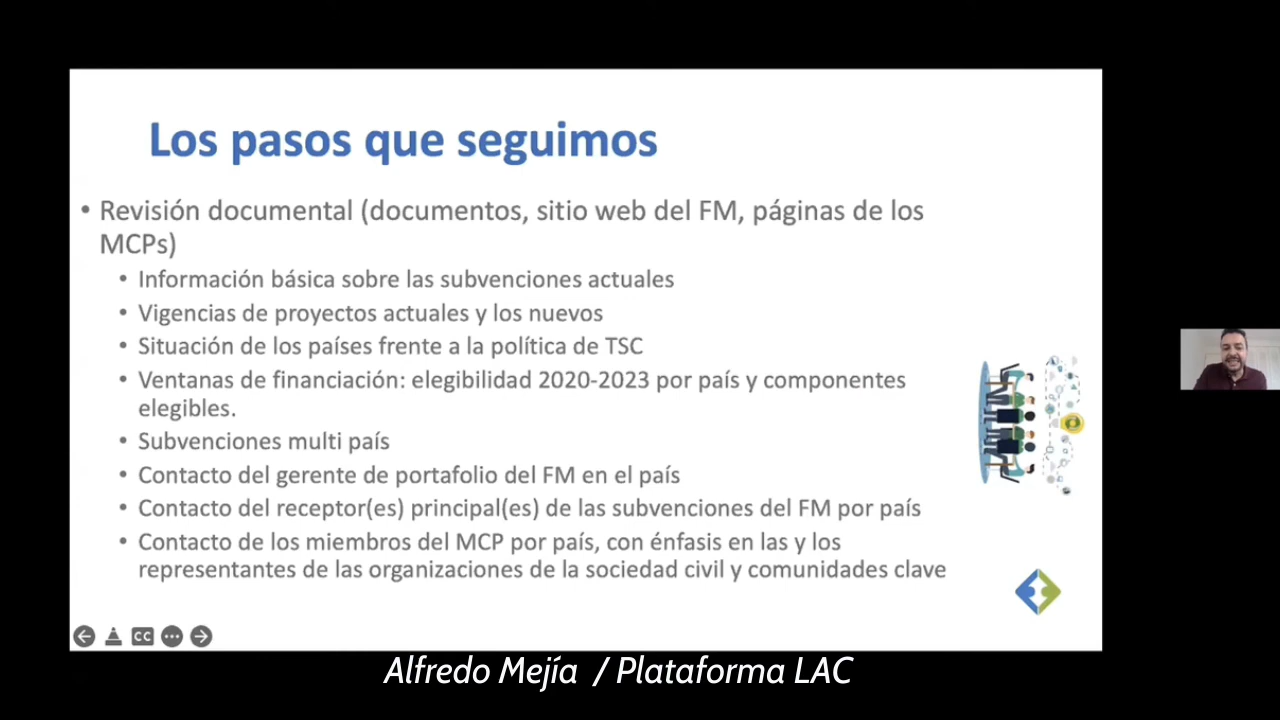 Los pasos que seguimos
• Revisión documental (documentos, sitio web del FM, páginas de los
MCPs)
• Información básica sobre las subvenciones actuales
• Vigencias de proyectos actuales y los nuevos
• Situación de los países frente a la política de TSC
• Ventanas de financiación: elegibilidad 2020-2023 por país y componentes
elegibles.
• Subvenciones multi país
• Contacto del gerente de portafolio del FM en el país
• Contacto del receptor(es) principal(es) de las subvenciones del FM por país
• Contacto de los miembros del MCP por país, con énfasis en las y los
representantes de las organizaciones de la sociedad civil y comunidades clave
CC
Alfredo Mejía / Plataforma LAC